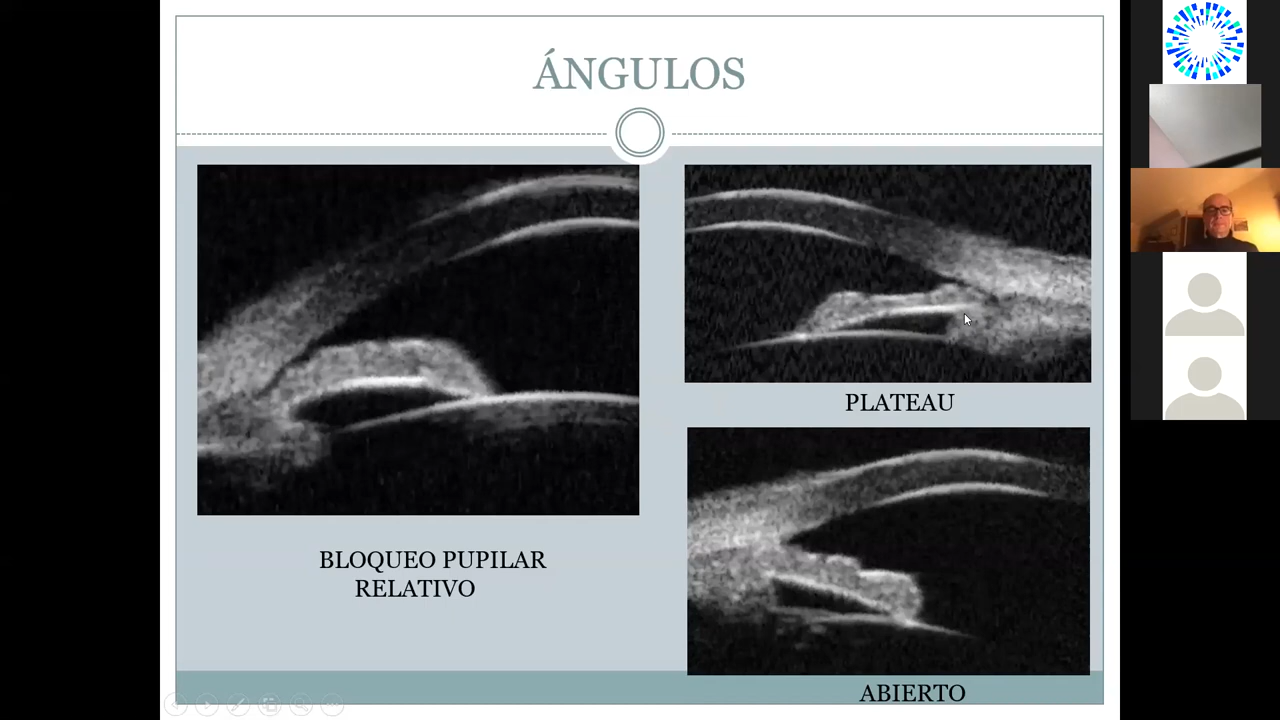 ÁNGULOS
BLOQUEO PUPILAR
RELATIVO
PLATEAU
ABIERTO